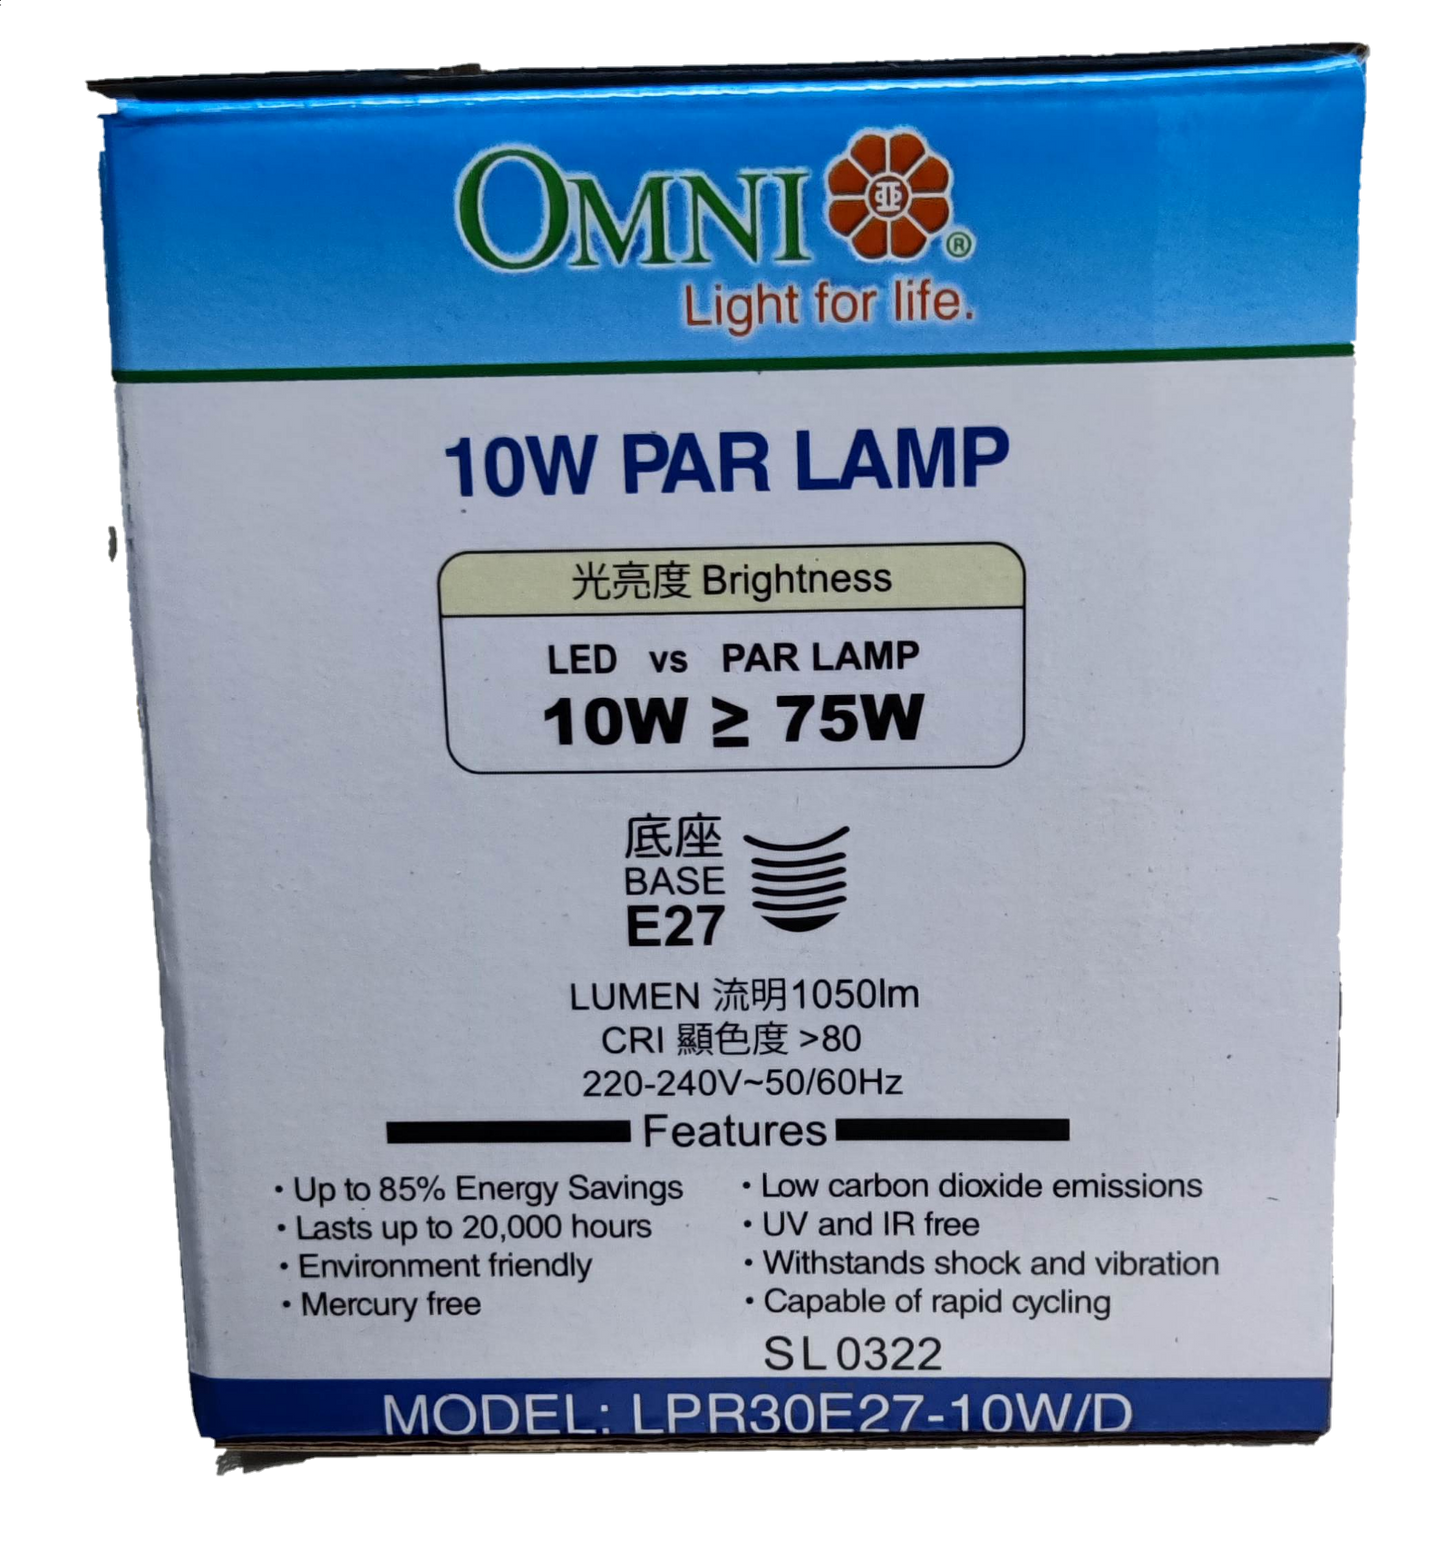 OMNI ®
Light for life.
10W PAR LAMP
光亮度 Brightness
LED vs PAR LAMP
10W ≥ 75W
底座
BASE
E27
LUMEN 流明1050lm
CRI 顯色度 >80
220-240V~50/60Hz
Features
· Up to 85% Energy Savings
· Lasts up to 20,000 hours
· Environment friendly
· Mercury free
· Low carbon dioxide emissions
· UV and IR free
· Withstands shock and vibration
· Capable of rapid cycling
SL0322
MODEL: LPR30E27-10W/D